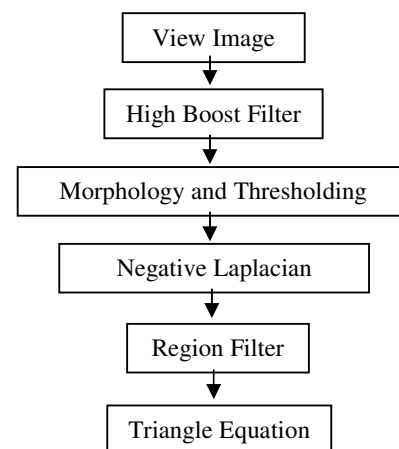 View Image
High Boost Filter
Morphology and Thresholding
Negative Laplacian
Region Filter
Triangle Equation